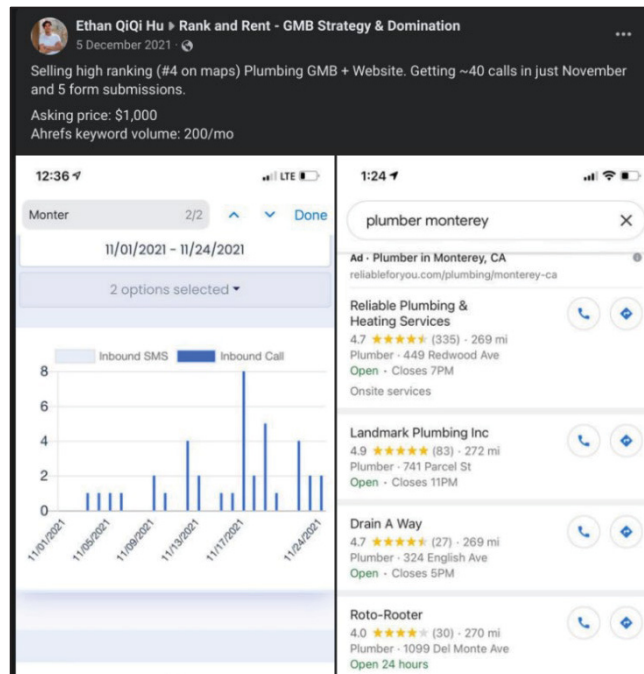 Ethan QiQi Hu ▸ Rank and Rent - GMB Strategy & Domination
5 December 2021 ·
Selling high ranking (#4 on maps) Plumbing GMB + Website. Getting ~40 calls in just November
and 5 form submissions.
Asking price: $1,000
Ahrefs keyword volume: 200/mo
12:36
LTE
Monter
2/2
Done
11/01/2021 - 11/24/2021
2 options selected
Inbound SMS
Inbound Call
8
6
4
2
0
11/01/2021
11/05/2021
11/09/2021
11/13/2021
11/17/2021
11/24/2021
1:24
plumber monterey
Ad · Plumber in Monterey, CA
reliableforyou.com/plumbing/monterey-ca
Reliable Plumbing &
Heating Services
4.7 ★★★★★ (335) · 269 mi
Plumber · 449 Redwood Ave
Open · Closes 7PM
Onsite services
Landmark Plumbing Inc
4.9 ★★★★★ (83) · 272 mi
Plumber · 741 Parcel St
Open · Closes 11PM
Drain A Way
4.7 ★★★★★ (27) · 269 mi
Plumber · 324 English Ave
Open · Closes 5PM
Roto-Rooter
4.0 ★★★★★ (30) · 270 mi
Plumber · 1099 Del Monte Ave
Open 24 hours